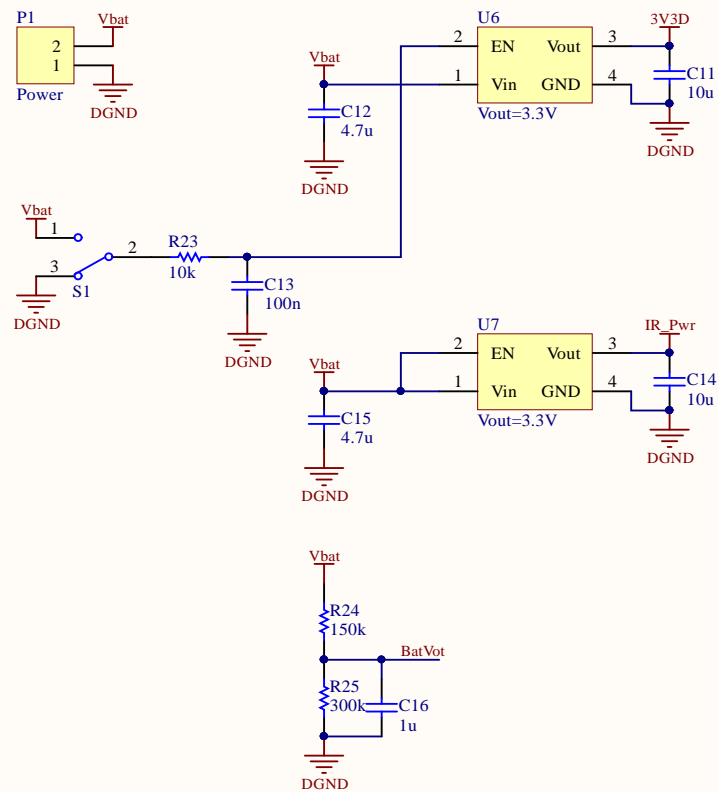 P1
Vbat
2
1
Power
DGND
U6
2 EN Vout 3
1 Vin GND 4
Vout=3.3V
3V3D
C11
10u
DGND
Vbat
C12
4.7u
DGND
Vbat
1
2
3
S1
DGND
R23
10k
C13
100n
DGND
U7
2 EN Vout 3
1 Vin GND 4
Vout=3.3V
IR_Pwr
C14
10u
DGND
Vbat
C15
4.7u
DGND
Vbat
R24
150k
BatVot
R25
300k
C16
1u
DGND